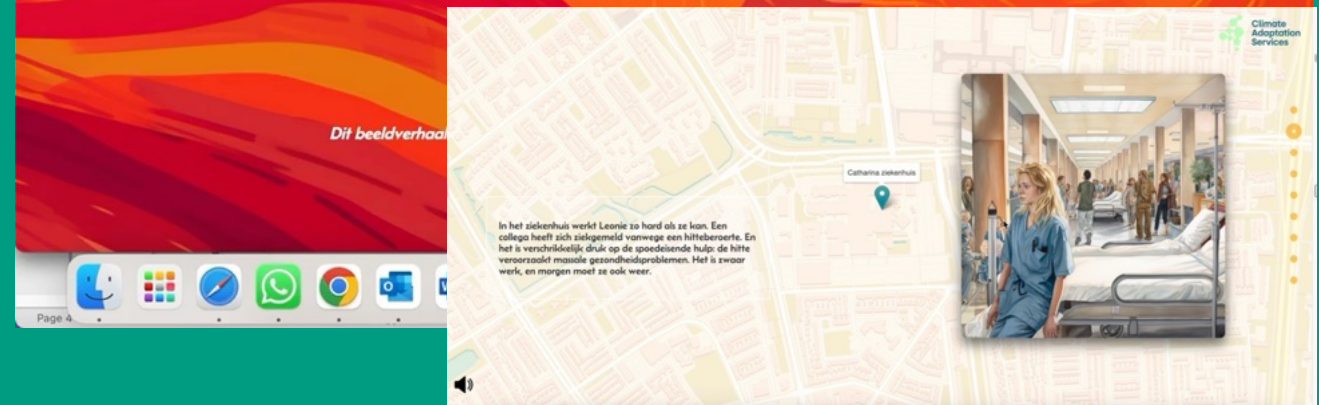 Dit beeldverhaal
Page 4
Climate
Adaptation
Services
Catharina ziekenhuis
In het ziekenhuis werkt Leonie zo hard als ze kan. Een
collega heeft zich ziekgemeld vanwege een hitteberoerte. En
het is verschrikkelijk druk op de spoedeisende hulp: de hitte
veroorzaakt massale gezondheidsproblemen. Het is zwaar
werk, en morgen moet ze ook weer.